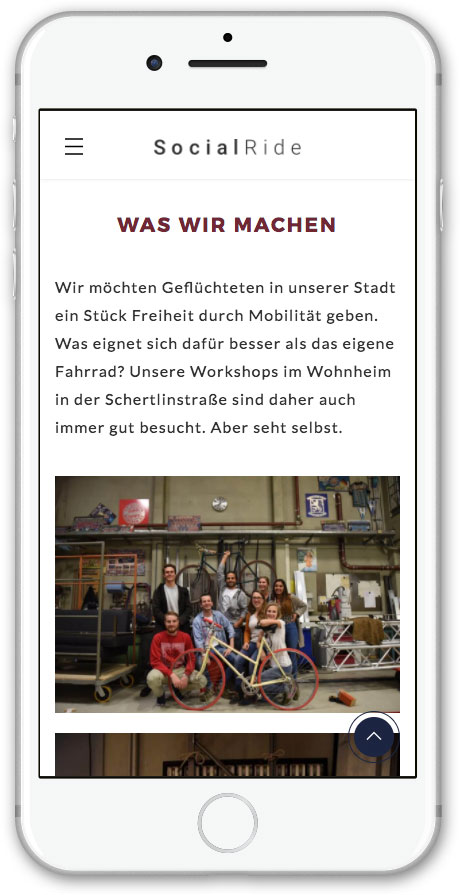 SocialRide
WAS WIR MACHEN
Wir möchten Geflüchteten in unserer Stadt
ein Stück Freiheit durch Mobilität geben.
Was eignet sich dafür besser als das eigene
Fahrrad? Unsere Workshops im Wohnheim
in der Schertlinstraße sind daher auch
immer gut besucht. Aber seht selbst.